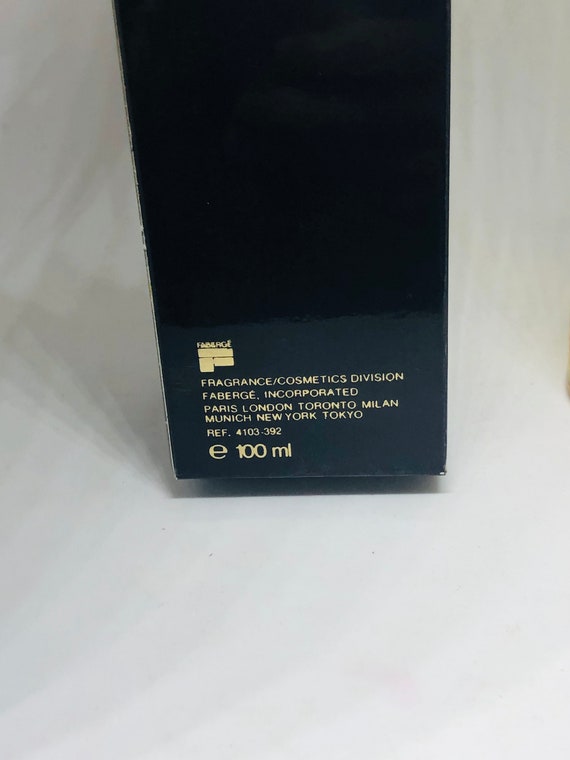 FABERGÉ
FRAGRANCE/COSMETICS DIVISION
FABERGÉ, INCORPORATED
PARIS LONDON TORONTO MILAN
MUNICH NEW YORK TOKYO
REF. 4103-392
e 100 ml